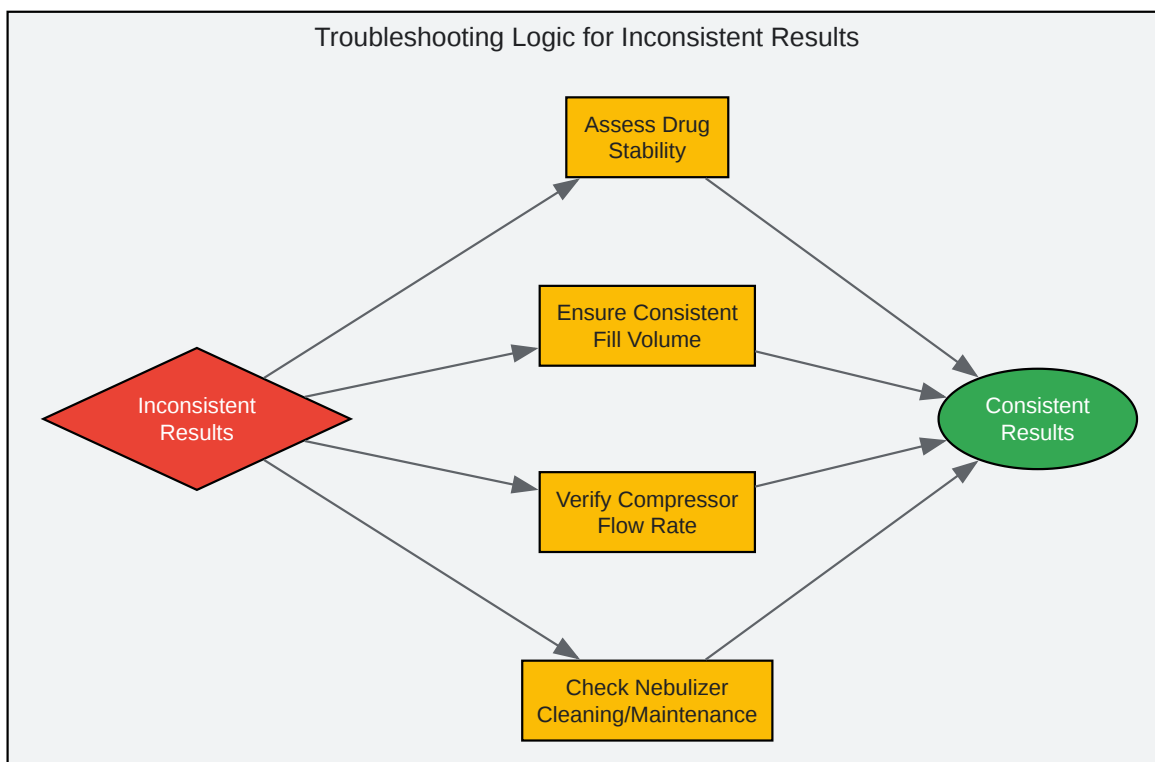 Troubleshooting Logic for Inconsistent Results
Assess Drug
Stability
Ensure Consistent
Fill Volume
Inconsistent
Results
Consistent
Results
Verify Compressor
Flow Rate
Check Nebulizer
Cleaning/Maintenance